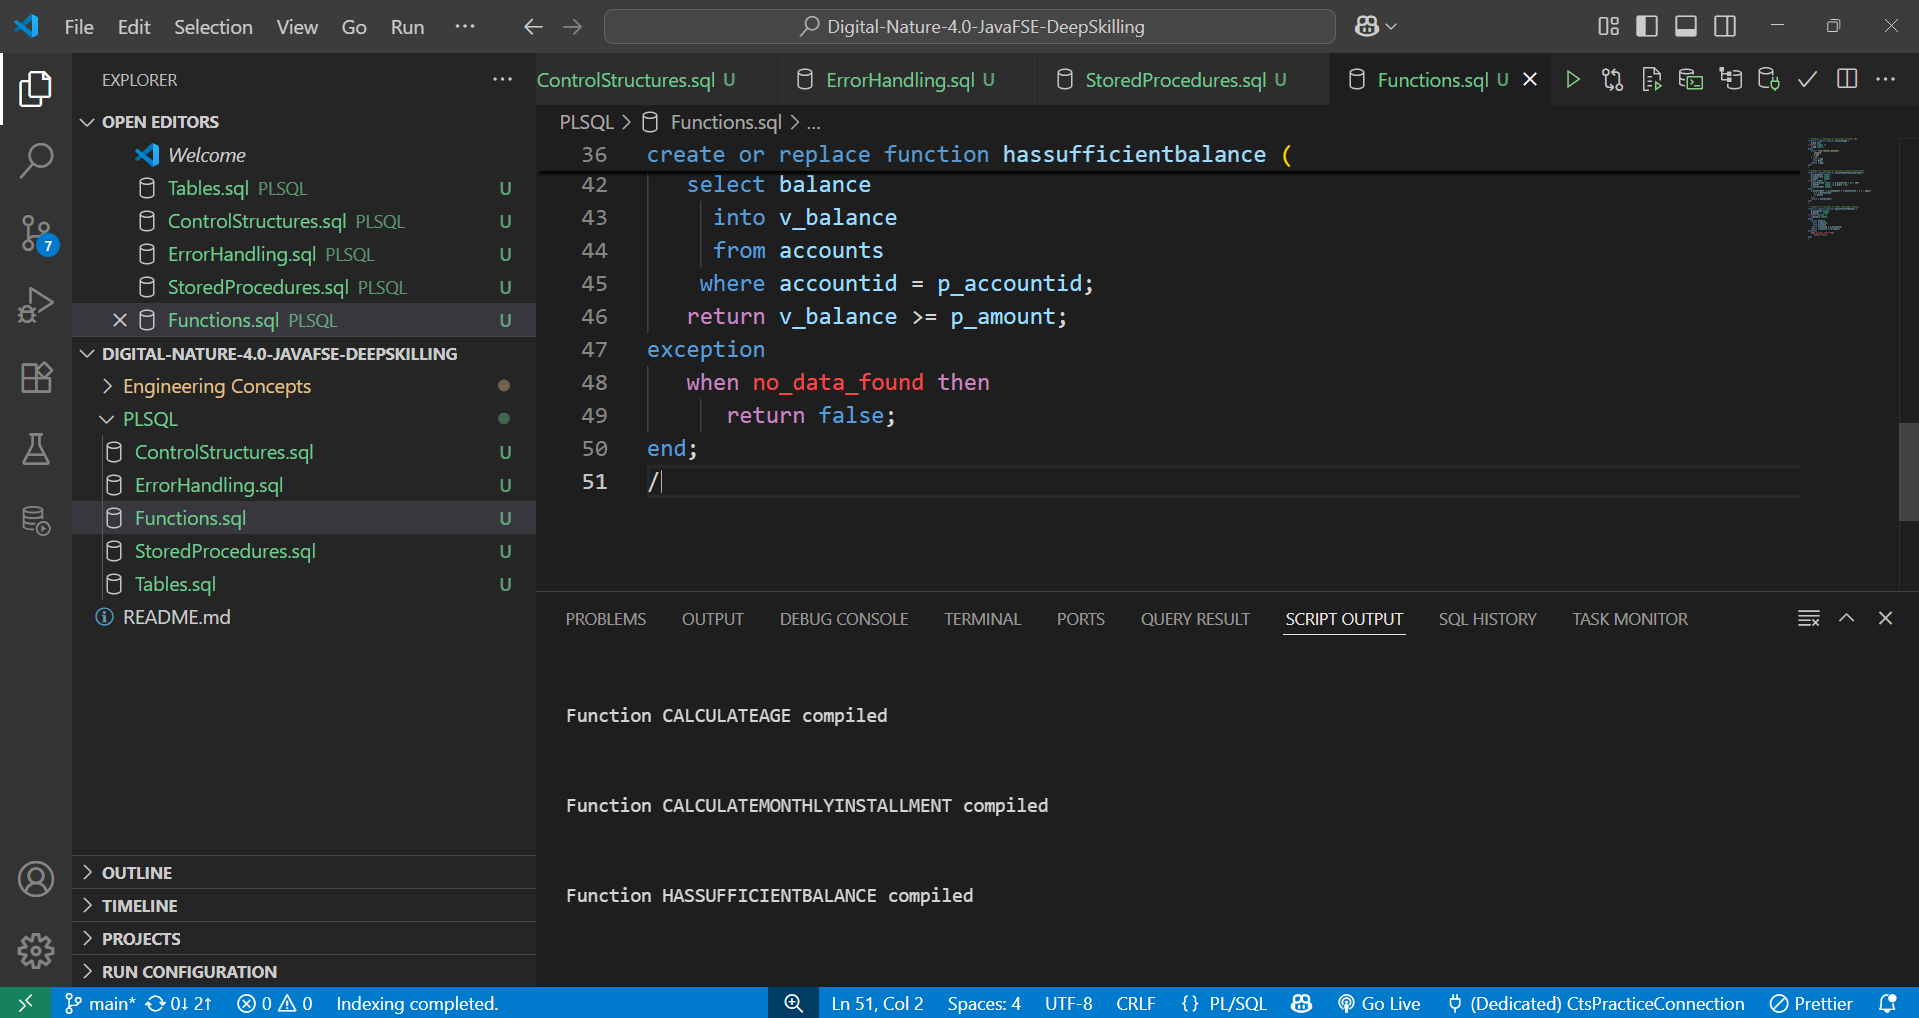 File Edit Selection View Go Run ··· Digital-Nature-4.0-JavaFSE-DeepSkilling
EXPLORER ···
OPEN EDITORS
Welcome
Tables.sql PLSQL U
ControlStructures.sql PLSQL U
ErrorHandling.sql PLSQL U
StoredProcedures.sql PLSQL U
Functions.sql PLSQL U
DIGITAL-NATURE-4.0-JAVAFSE-DEEPSKILLING
Engineering Concepts
PLSQL
ControlStructures.sql U
ErrorHandling.sql U
Functions.sql U
StoredProcedures.sql U
Tables.sql U
README.md
OUTLINE
TIMELINE
PROJECTS
RUN CONFIGURATION
7
ControlStructures.sql U ErrorHandling.sql U StoredProcedures.sql U Functions.sql U
PLSQL > Functions.sql > ...
36 create or replace function hassufficientbalance (
42 select balance
43 into v_balance
44 from accounts
45 where accountid = p_accountid;
46 return v_balance >= p_amount;
47 exception
48 when no_data_found then
49 return false;
50 end;
51 /
PROBLEMS OUTPUT DEBUG CONSOLE TERMINAL PORTS QUERY RESULT SCRIPT OUTPUT SQL HISTORY TASK MONITOR
Function CALCULATEAGE compiled
Function CALCULATEMONTHLYINSTALLMENT compiled
Function HASSUFFICIENTBALANCE compiled
main* 0↓ 2↑ 0 0 Indexing completed. Ln 51, Col 2 Spaces: 4 UTF-8 CRLF {} PL/SQL Go Live (Dedicated) CtsPracticeConnection Prettier